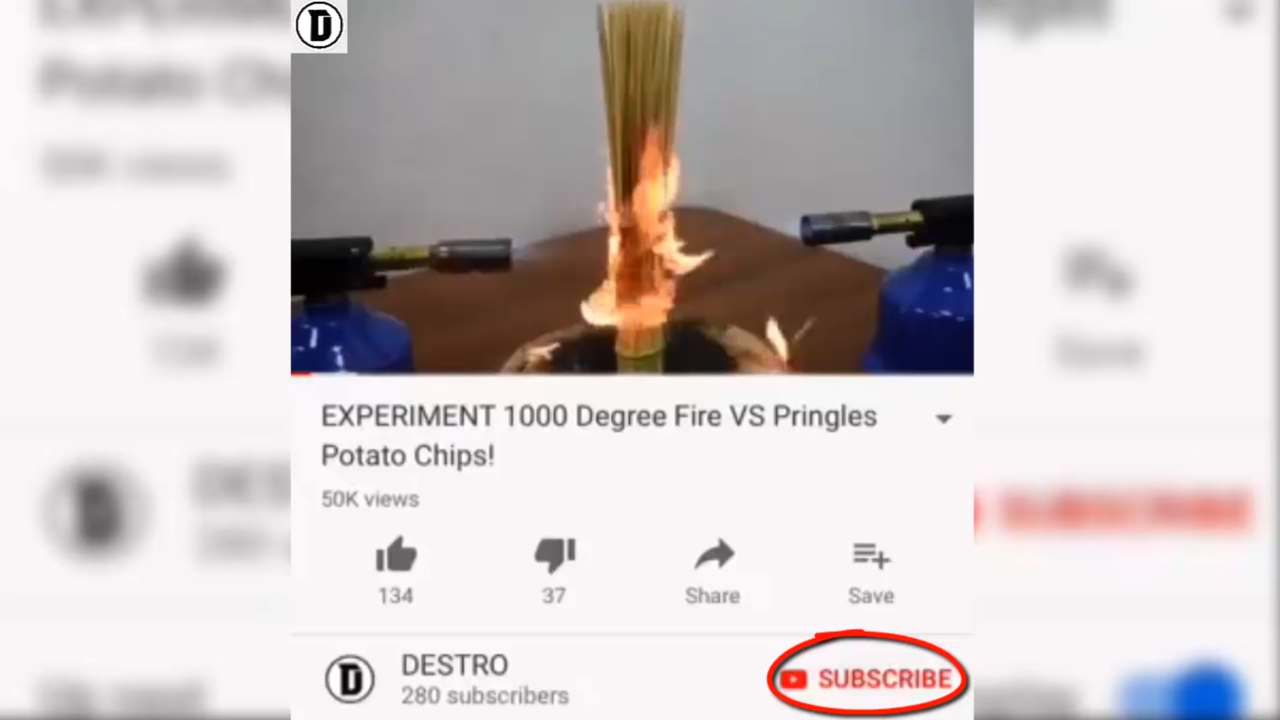 D
EXPERIMENT 1000 Degree Fire VS Pringles
Potato Chips!
50K views
134
37
Share
Save
D
DESTRO
280 subscribers
SUBSCRIBE